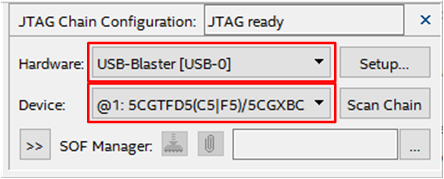 JTAG Chain Configuration: JTAG ready ×
Hardware: USB-Blaster [USB-0] Setup...
Device: @1: 5CGTFD5(C5|F5)/5CGXBC Scan Chain
>> SOF Manager: ...